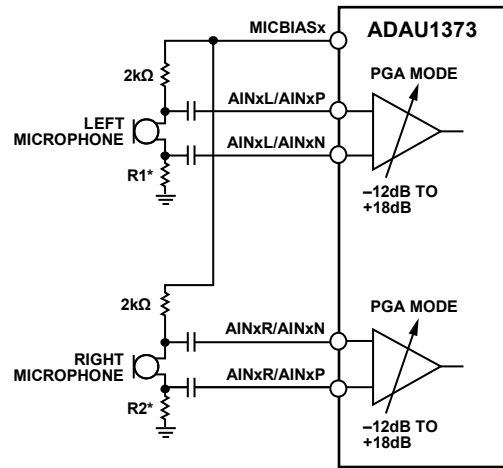 MICBIASx
ADAU1373
2kΩ
PGA MODE
AINxL/AINxP
LEFT
MICROPHONE
AINxL/AINxN
R1*
–12dB TO
+18dB
2kΩ
PGA MODE
AINxR/AINxN
RIGHT
MICROPHONE
AINxR/AINxP
R2*
–12dB TO
+18dB